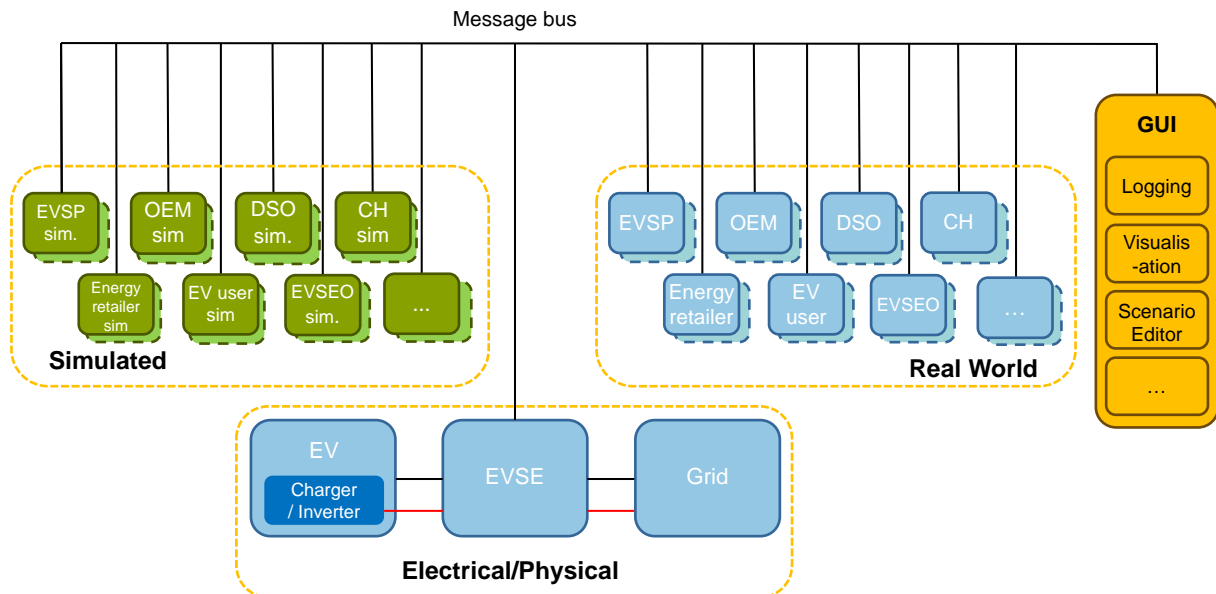 Message bus
EVSP
sim.
OEM
sim
DSO
sim.
CH
sim
Energy
retailer
sim
EV user
sim
EVSEO
sim.
...
Simulated
EVSP
OEM
DSO
CH
Energy
retailer
EV
user
EVSEO
...
Real World
GUI
Logging
Visualis
-ation
Scenario
Editor
...
EV
Charger
/ Inverter
EVSE
Grid
Electrical/Physical